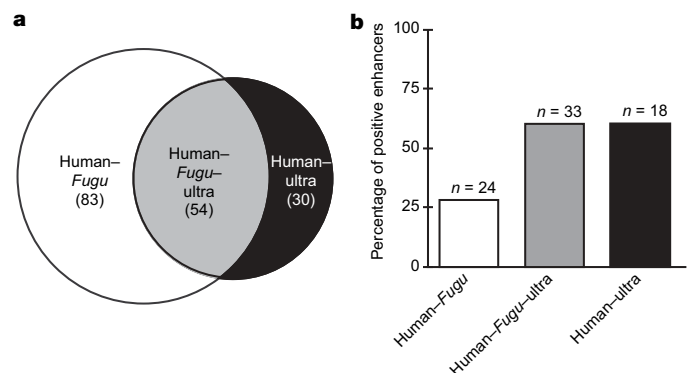 a
Human–
Fugu
(83)
Human–
Fugu–
ultra
(54)
Human–
ultra
(30)
b
Percentage of positive enhancers
100
75
50
25
0
n = 24
n = 33
n = 18
Human–Fugu
Human–Fugu–ultra
Human–ultra